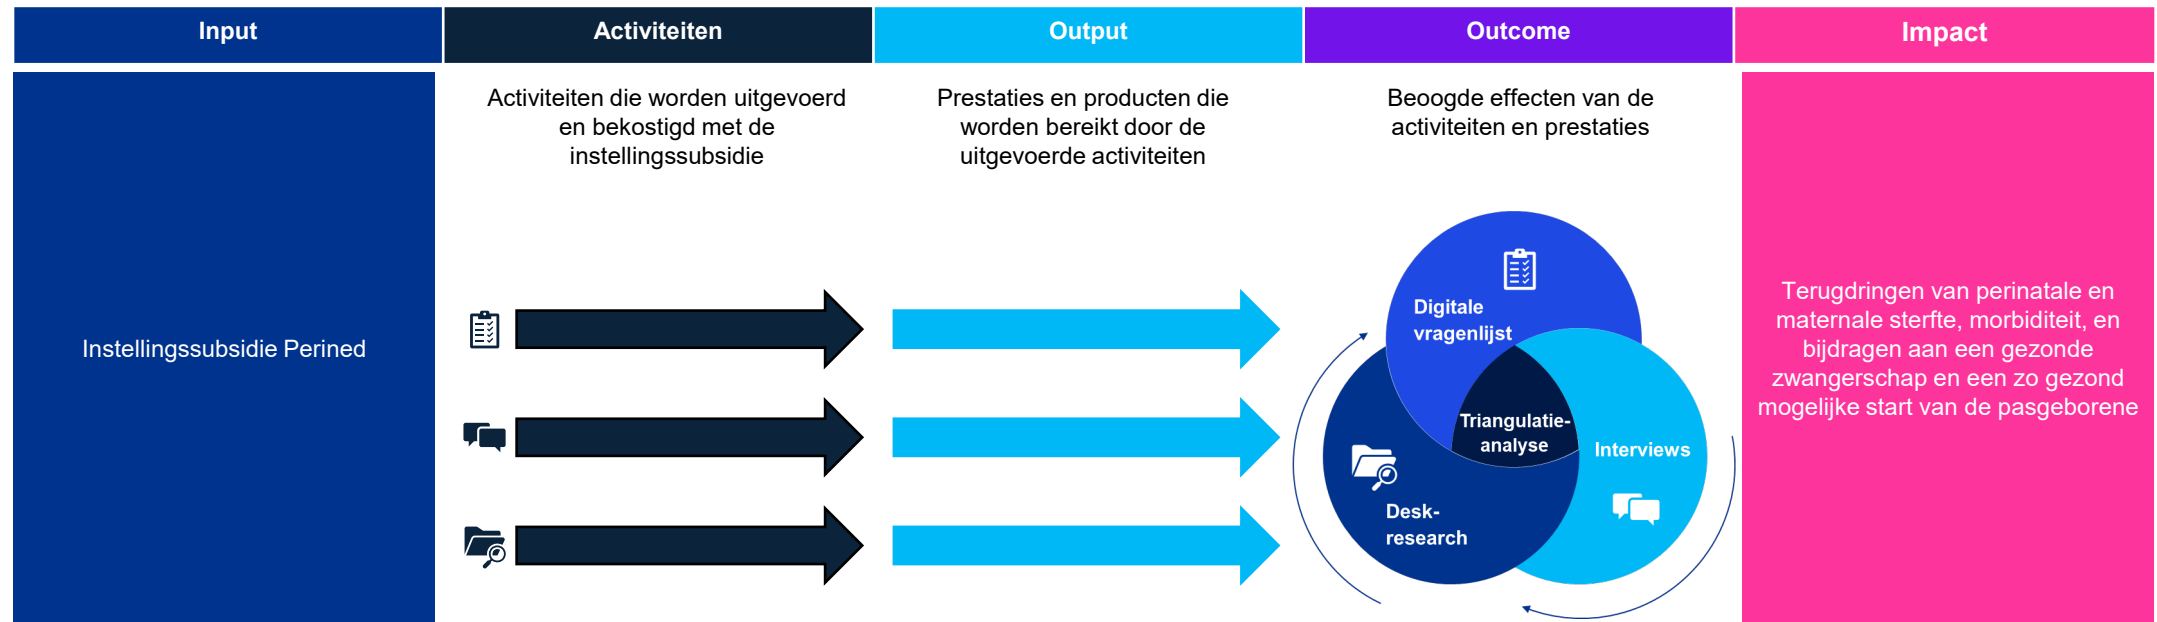 Input
Activiteiten
Output
Outcome
Impact
Instellingssubsidie Perined
Activiteiten die worden uitgevoerd
en bekostigd met de
instellingssubsidie
Prestaties en producten die
worden bereikt door de
uitgevoerde activiteiten
Beoogde effecten van de
activiteiten en prestaties
Digitale
vragenlijst
Triangulatie-
analyse
Interviews
Desk-
research
Terugdringen van perinatale en
maternale sterfte, morbiditeit, en
bijdragen aan een gezonde
zwangerschap en een zo gezond
mogelijke start van de pasgeborene